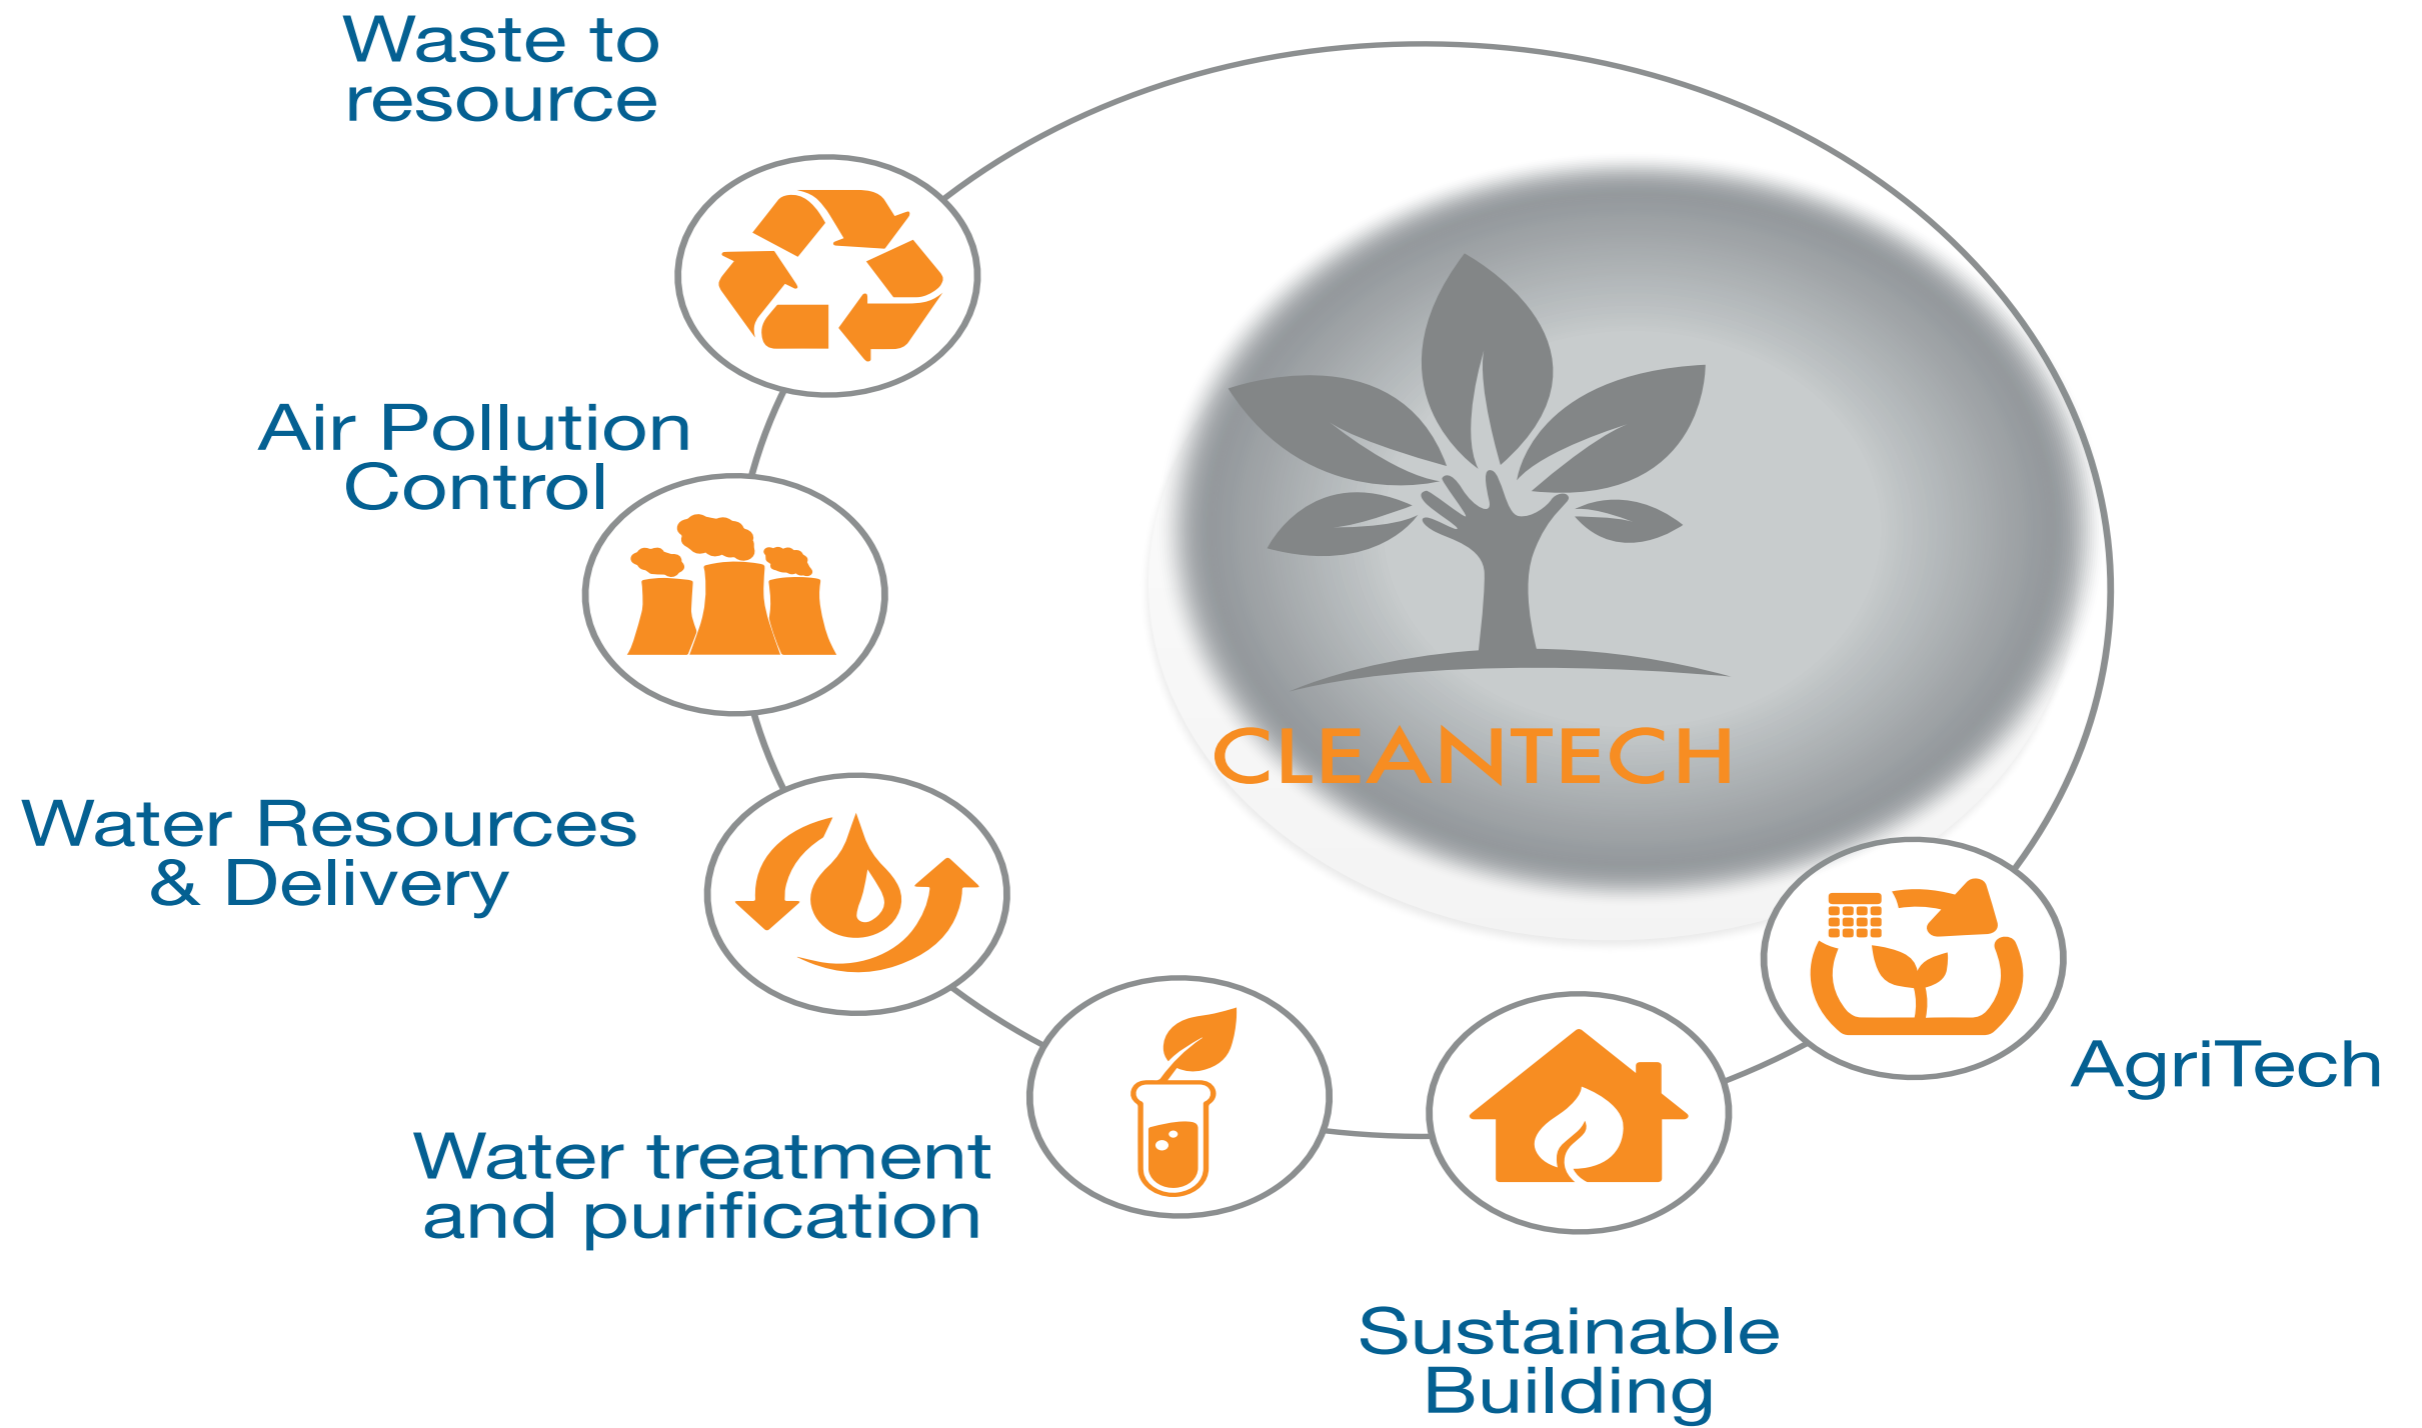 Waste to
resource
Air Pollution
Control
Water Resources
& Delivery
CLEANTECH
AgriTech
Water treatment
and purification
Sustainable
Building